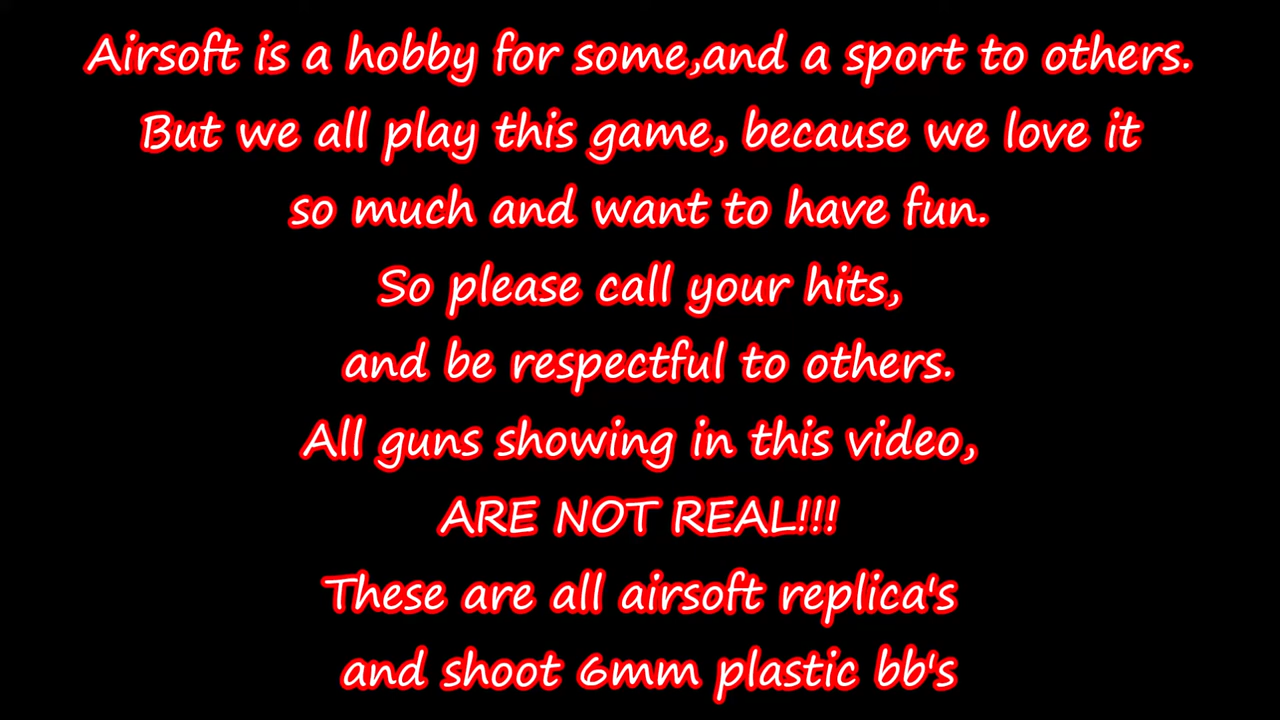 Airsoft is a hobby for some,and a sport to others.
But we all play this game, because we love it
so much and want to have fun.
So please call your hits,
and be respectful to others.
All guns showing in this video,
ARE NOT REAL!!!
These are all airsoft replica's
and shoot 6mm plastic bb's